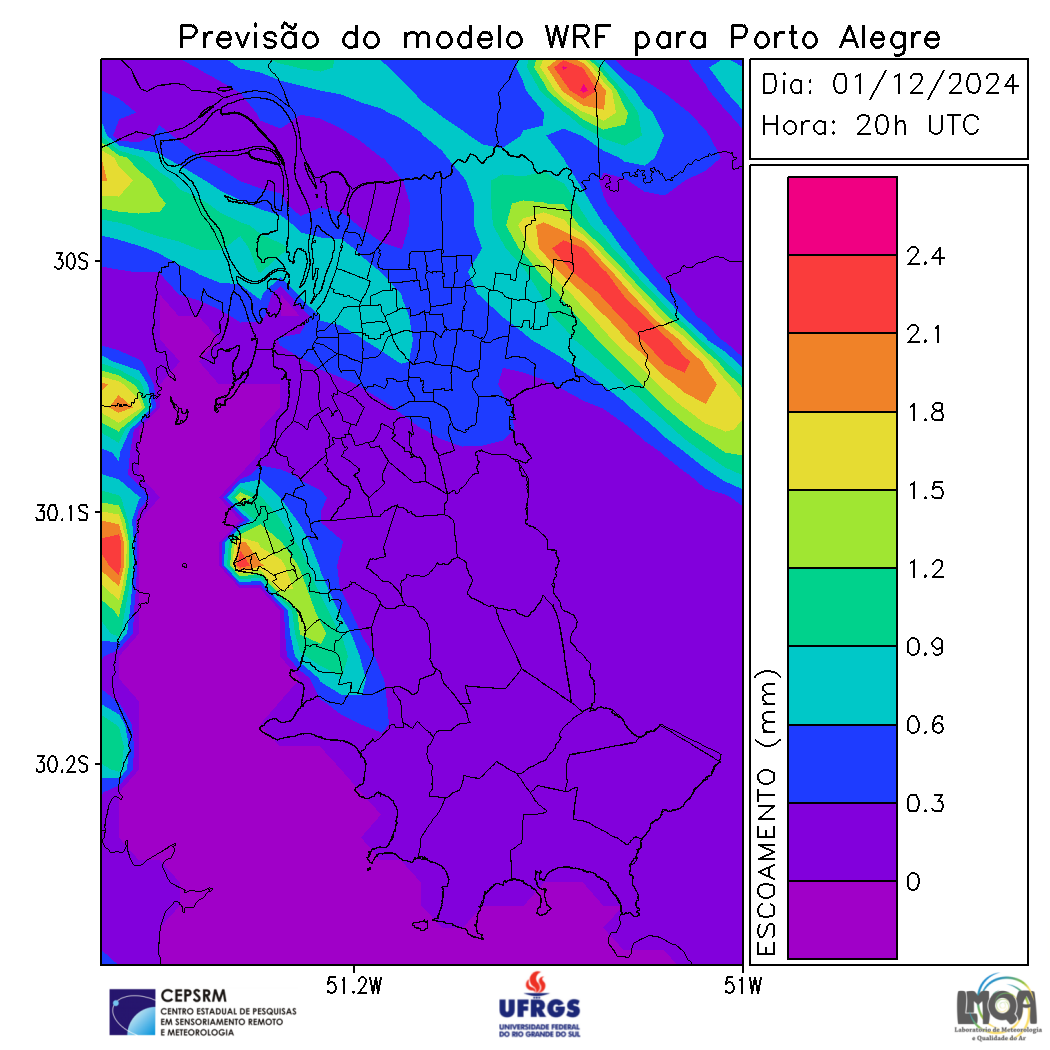 Previsão do modelo WRF para Porto Alegre
Dia: 01/12/2024
Hora: 20h UTC
30S
30.1S
30.2S
51.2W
51W
ESCOAMENTO (mm)
2.4
2.1
1.8
1.5
1.2
0.9
0.6
0.3
0
CEPSRM
CENTRO ESTADUAL DE PESQUISAS
EM SENSORIAMENTO REMOTO
E METEOROLOGIA
UFRGS
UNIVERSIDADE FEDERAL
DO RIO GRANDE DO SUL
LMQA
Laboratório de Meteorologia
e Qualidade do Ar